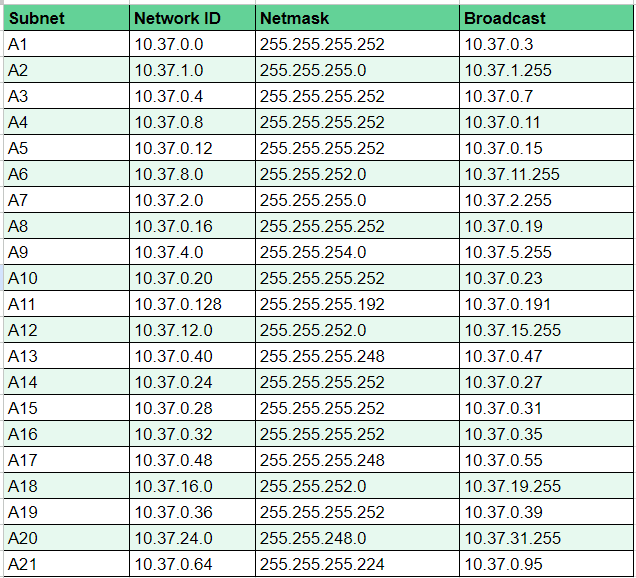 Subnet Network ID Netmask Broadcast
A1 10.37.0.0 255.255.255.252 10.37.0.3
A2 10.37.1.0 255.255.255.0 10.37.1.255
A3 10.37.0.4 255.255.255.252 10.37.0.7
A4 10.37.0.8 255.255.255.252 10.37.0.11
A5 10.37.0.12 255.255.255.252 10.37.0.15
A6 10.37.8.0 255.255.252.0 10.37.11.255
A7 10.37.2.0 255.255.255.0 10.37.2.255
A8 10.37.0.16 255.255.255.252 10.37.0.19
A9 10.37.4.0 255.255.254.0 10.37.5.255
A10 10.37.0.20 255.255.255.252 10.37.0.23
A11 10.37.0.128 255.255.255.192 10.37.0.191
A12 10.37.12.0 255.255.252.0 10.37.15.255
A13 10.37.0.40 255.255.255.248 10.37.0.47
A14 10.37.0.24 255.255.255.252 10.37.0.27
A15 10.37.0.28 255.255.255.252 10.37.0.31
A16 10.37.0.32 255.255.255.252 10.37.0.35
A17 10.37.0.48 255.255.255.248 10.37.0.55
A18 10.37.16.0 255.255.252.0 10.37.19.255
A19 10.37.0.36 255.255.255.252 10.37.0.39
A20 10.37.24.0 255.255.248.0 10.37.31.255
A21 10.37.0.64 255.255.255.224 10.37.0.95